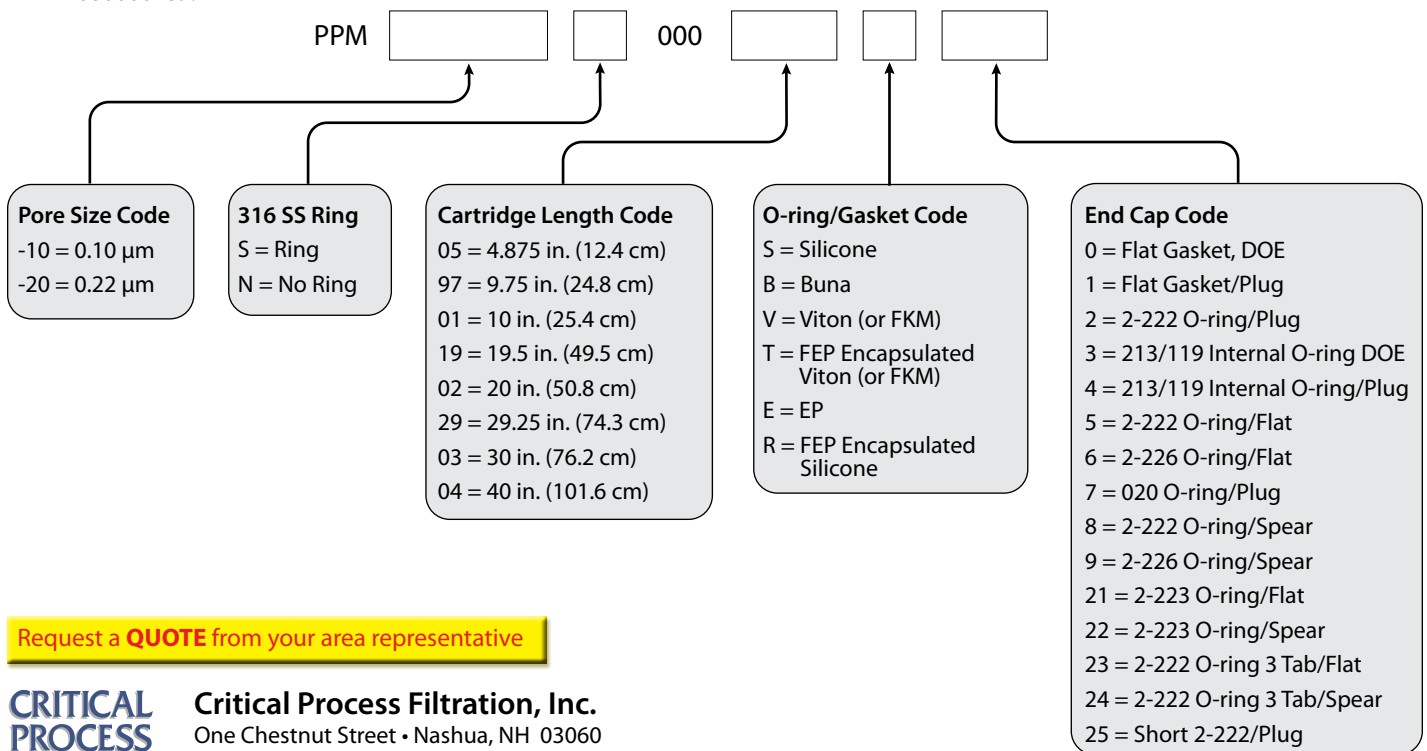 PPM 000
Pore Size Code
-10 = 0.10 µm
-20 = 0.22 µm
316 SS Ring
S = Ring
N = No Ring
Cartridge Length Code
05 = 4.875 in. (12.4 cm)
97 = 9.75 in. (24.8 cm)
01 = 10 in. (25.4 cm)
19 = 19.5 in. (49.5 cm)
02 = 20 in. (50.8 cm)
29 = 29.25 in. (74.3 cm)
03 = 30 in. (76.2 cm)
04 = 40 in. (101.6 cm)
O-ring/Gasket Code
S = Silicone
B = Buna
V = Viton (or FKM)
T = FEP Encapsulated
Viton (or FKM)
E = EP
R = FEP Encapsulated
Silicone
End Cap Code
0 = Flat Gasket, DOE
1 = Flat Gasket/Plug
2 = 2-222 O-ring/Plug
3 = 213/119 Internal O-ring DOE
4 = 213/119 Internal O-ring/Plug
5 = 2-222 O-ring/Flat
6 = 2-226 O-ring/Flat
7 = 020 O-ring/Plug
8 = 2-222 O-ring/Spear
9 = 2-226 O-ring/Spear
21 = 2-223 O-ring/Flat
22 = 2-223 O-ring/Spear
23 = 2-222 O-ring 3 Tab/Flat
24 = 2-222 O-ring 3 Tab/Spear
25 = Short 2-222/Plug
Request a QUOTE from your area representative
CRITICAL
PROCESS
Critical Process Filtration, Inc.
One Chestnut Street • Nashua, NH 03060